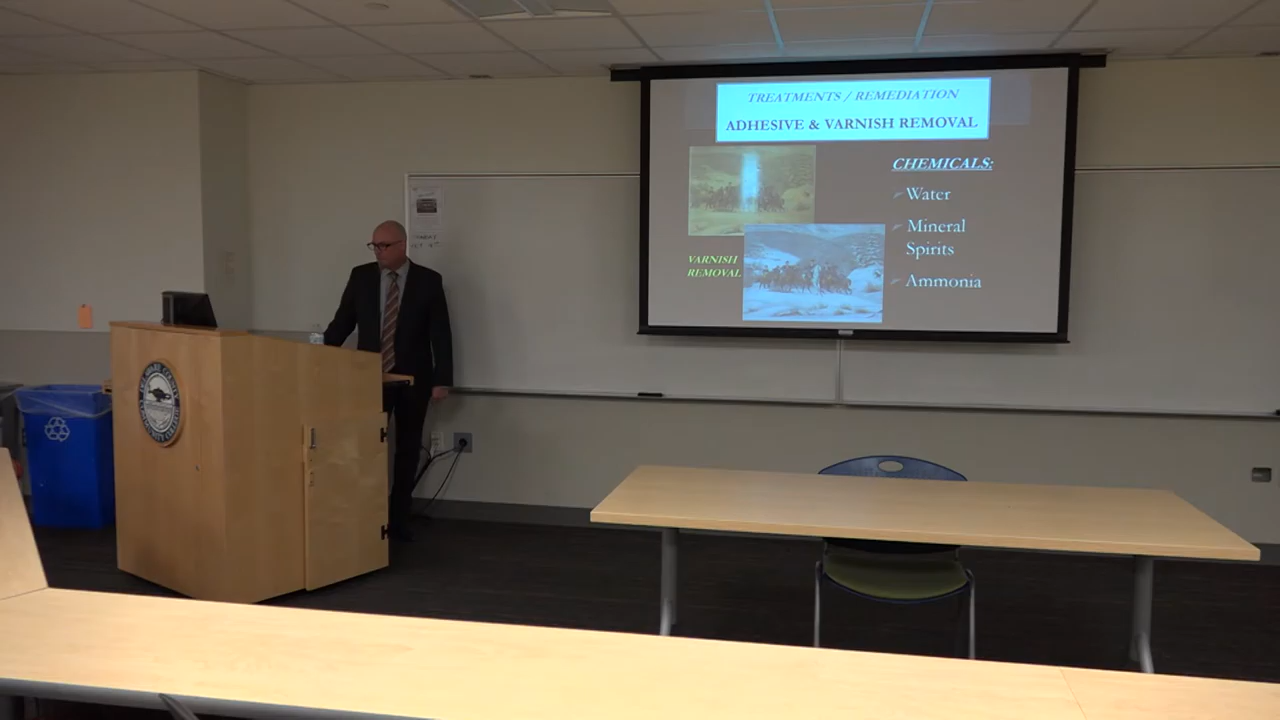 TREATMENTS / REMEDIATION
ADHESIVE & VARNISH REMOVAL
CHEMICALS:
Water
Mineral
Spirits
Ammonia
VARNISH
REMOVAL